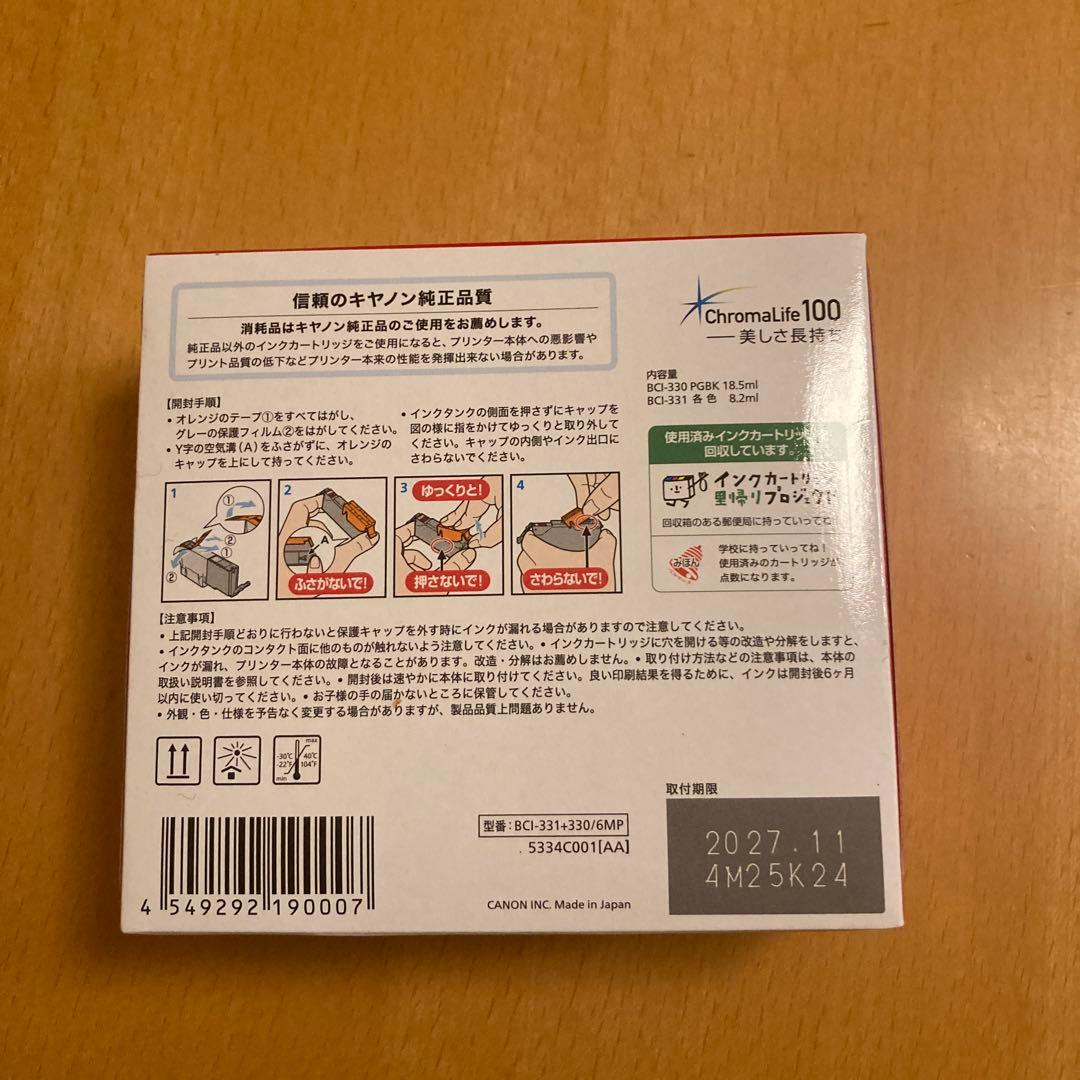 信頼のキヤノン純正品質
消耗品はキヤノン純正品のご使用をお薦めします。
純正品以外のインクカートリッジをご使用になると、プリンター本体への悪影響や
プリント品質の低下などプリンター本来の性能を発揮出来ない場合があります。
ChromaLife100
美しさ長持ち
内容量
BCI-330 PGBK 18.5ml
BCI-331 各色 8.2ml
【開封手順】
• オレンジのテープ①をすべてはがし、
グレーの保護フィルム②をはがしてください。
• Y字の空気溝(A)をふさがずに、オレンジの
キャップを上にして持ってください。
• インクタンクの側面を押さずにキャップを
図の様に指をかけてゆっくりと取り外して
ください。キャップの内側やインク出口に
さわらないでください。
1
①
②
①
②
2
A
ふさがないで!
3
ゆっくりと!
押さないで!
4
さわらないで!
使用済みインクカートリッジ
回収しています。
インクカートリ
里帰りプロジェクト
回収箱のある郵便局に持っていってね
みほん
学校に持っていってね!
使用済みのカートリッジが
点数になります。
【注意事項】
• 上記開封手順どおりに行わないと保護キャップを外す時にインクが漏れる場合がありますので注意してください。
• インクタンクのコンタクト面に他のものが触れないよう注意してください。• インクカートリッジに穴を開ける等の改造や分解をしますと、
インクが漏れ、プリンター本体の故障となることがあります。改造・分解はお薦めしません。• 取り付け方法などの注意事項は、本体の
取扱い説明書を参照してください。• 開封後は速やかに本体に取り付けてください。良い印刷結果を得るために、インクは開封後6ヶ月
以内に使い切ってください。• お子様の手の届かないところに保管してください。
• 外観・色・仕様を予告なく変更する場合がありますが、製品品質上問題ありません。
max
-30℃ 40℃
-22℉ 104℉
min
取付期限
2027.11
4M25K24
型番:BCI-331+330/6MP
5334C001[AA]
4 549292 190007
CANON INC. Made in Japan